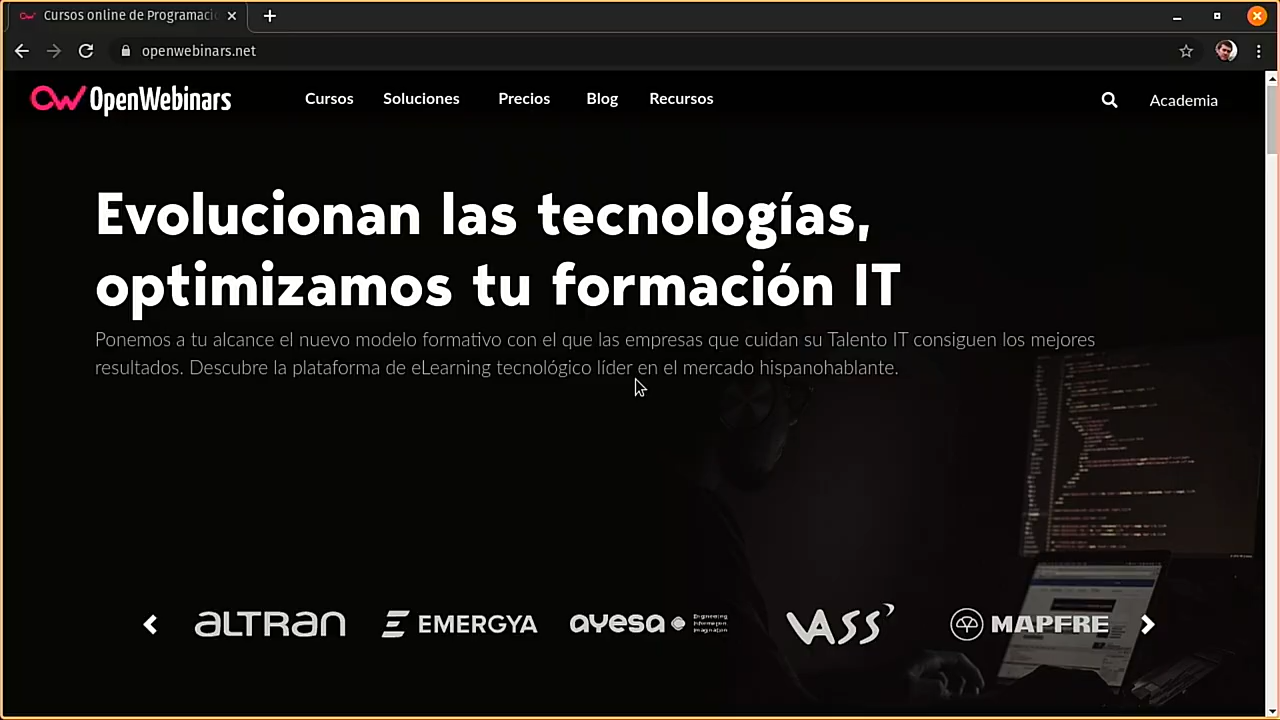 Cursos online de Programació
openwebinars.net
OpenWebinars
Cursos
Soluciones
Precios
Blog
Recursos
Academia
Evolucionan las tecnologías,
optimizamos tu formación IT
Ponemos a tu alcance el nuevo modelo formativo con el que las empresas que cuidan su Talento IT consiguen los mejores
resultados. Descubre la plataforma de eLearning tecnológico líder en el mercado hispanohablante.
ALTRAN
EMERGYA
ayesa
VASS
MAPFRE